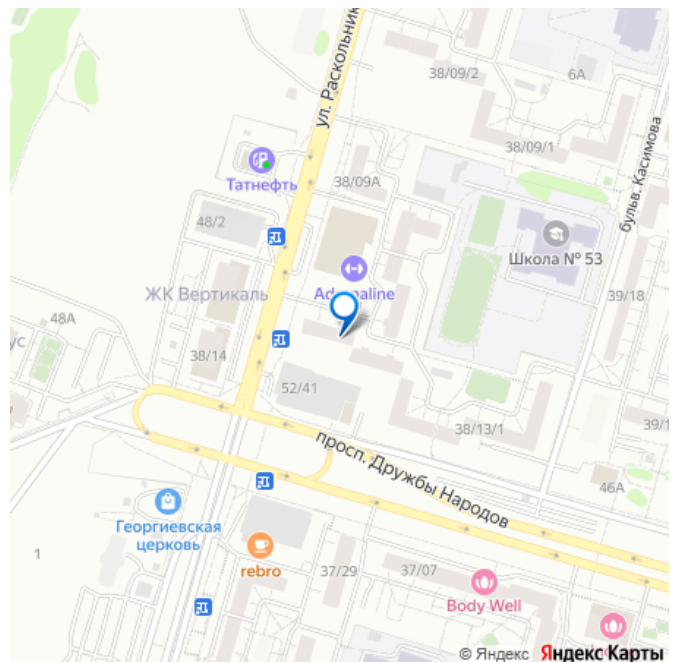 ул. Раскольник
38/09/2
6А
38/09/1
бульв. Касимова
Татнефть
38/09А
48/2
Школа № 53
Adrenaline
ЖК Вертикаль
39/18
48А
ус
38/14
52/41
38/13/1
39/1
просп. Дружбы Народов
46А
Георгиевская
церковь
1
rebro
37/29
37/07
Body Well
© Яндекс Яндекс Карты